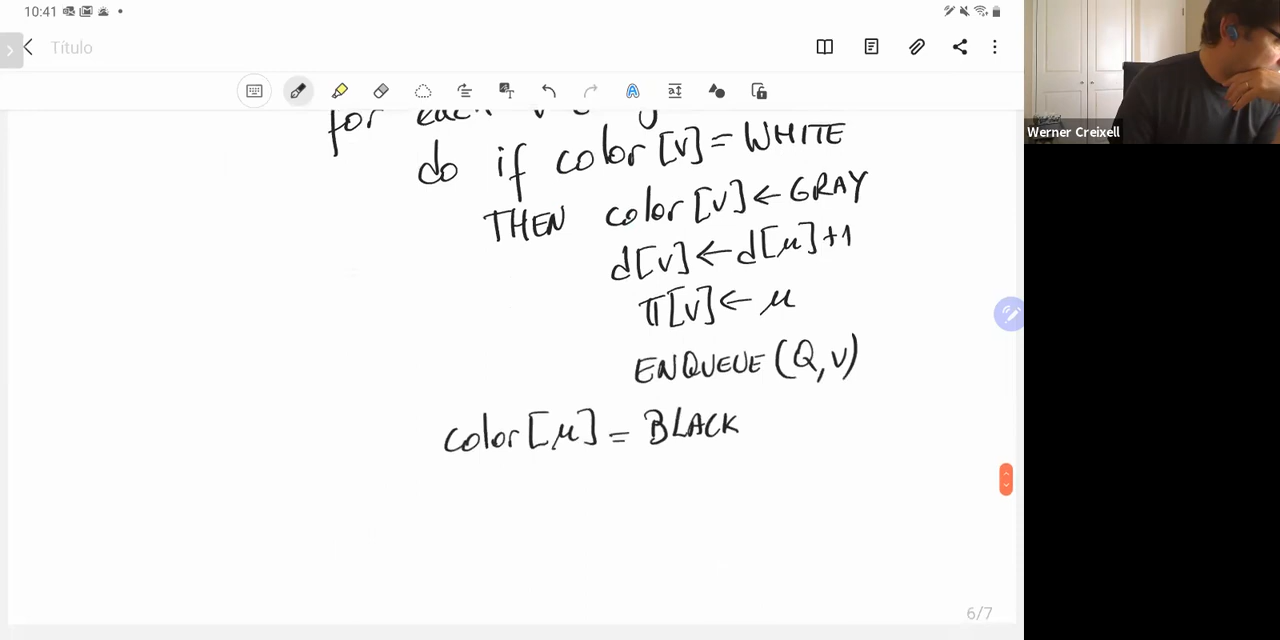 10:41
Título
Werner Creixell
for each v
do if color[v] = WHITE
THEN color[v] ← GRAY
d[v] ← d[μ]+1
π[v] ← μ
ENQUEUE (Q,v)
color[μ] = BLACK
6/7